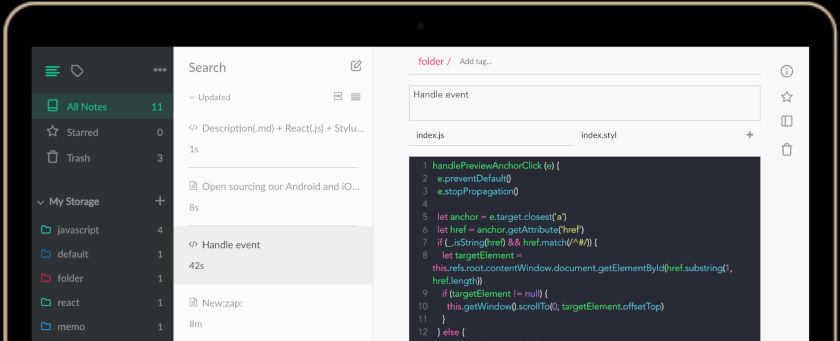 All Notes 11
Starred 0
Trash 3
My Storage
javascript 4
default 2
folder 1
react 1
memo 1
Search
Updated
</> Description(.md) + React(.js) + Stylu...
1s
Open sourcing our Android and iO...
8s
</> Handle event
42s
New:zap:
8m
folder / Add tag...
Handle event
index.js index.styl +
1 handlePreviewAnchorClick (e) {
2 e.preventDefault()
3 e.stopPropagation()
4
5 let anchor = e.target.closest('a')
6 let href = anchor.getAttribute('href')
7 if (_.isString(href) && href.match(/^#/)) {
8 let targetElement =
this.refs.root.contentWindow.document.getElementById(href.substring(1,
href.length))
9 if (targetElement != null) {
10 this.getWindow().scrollTo(0, targetElement.offsetTop)
11 }
12 } else {